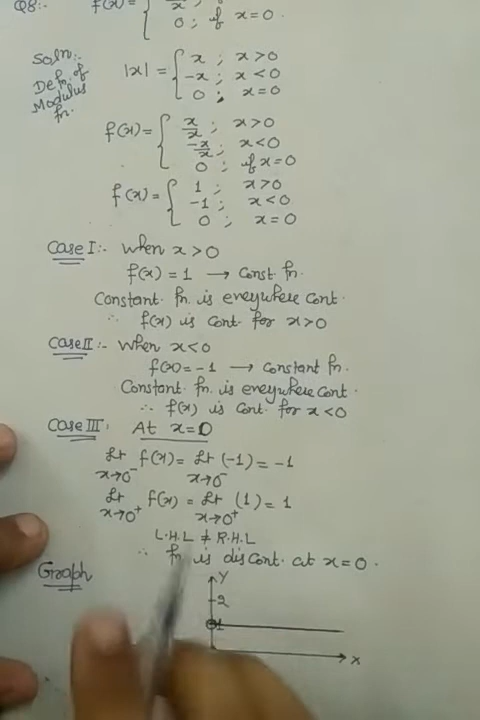 Q8:- f(x) = { x ;
0 ; if x = 0 .
Soln:-
Defn. of
Modulus
fn.
|x| = { x ; x > 0
-x ; x < 0
0 ; x = 0
f(x) = { x/x ; x > 0
-x/x ; x < 0
0 ; if x = 0
f(x) = { 1 ; x > 0
-1 ; x < 0
0 ; x = 0
Case I:- When x > 0
f(x) = 1 → Const. fn.
Constant. fn. is everywhere Cont.
∴ f(x) is Cont. for x > 0
Case II:- When x < 0
f(x) = -1 → Constant fn.
Constant fn. is everywhere Cont.
∴ f(x) is Cont. for x < 0
Case III: At x = 0
Lt x→0⁻ f(x) = Lt x→0⁻ (-1) = -1
Lt x→0⁺ f(x) = Lt x→0⁺ (1) = 1
L.H.L ≠ R.H.L
∴ fn. is discont. at x = 0 .
Graph
Y
2
1
X